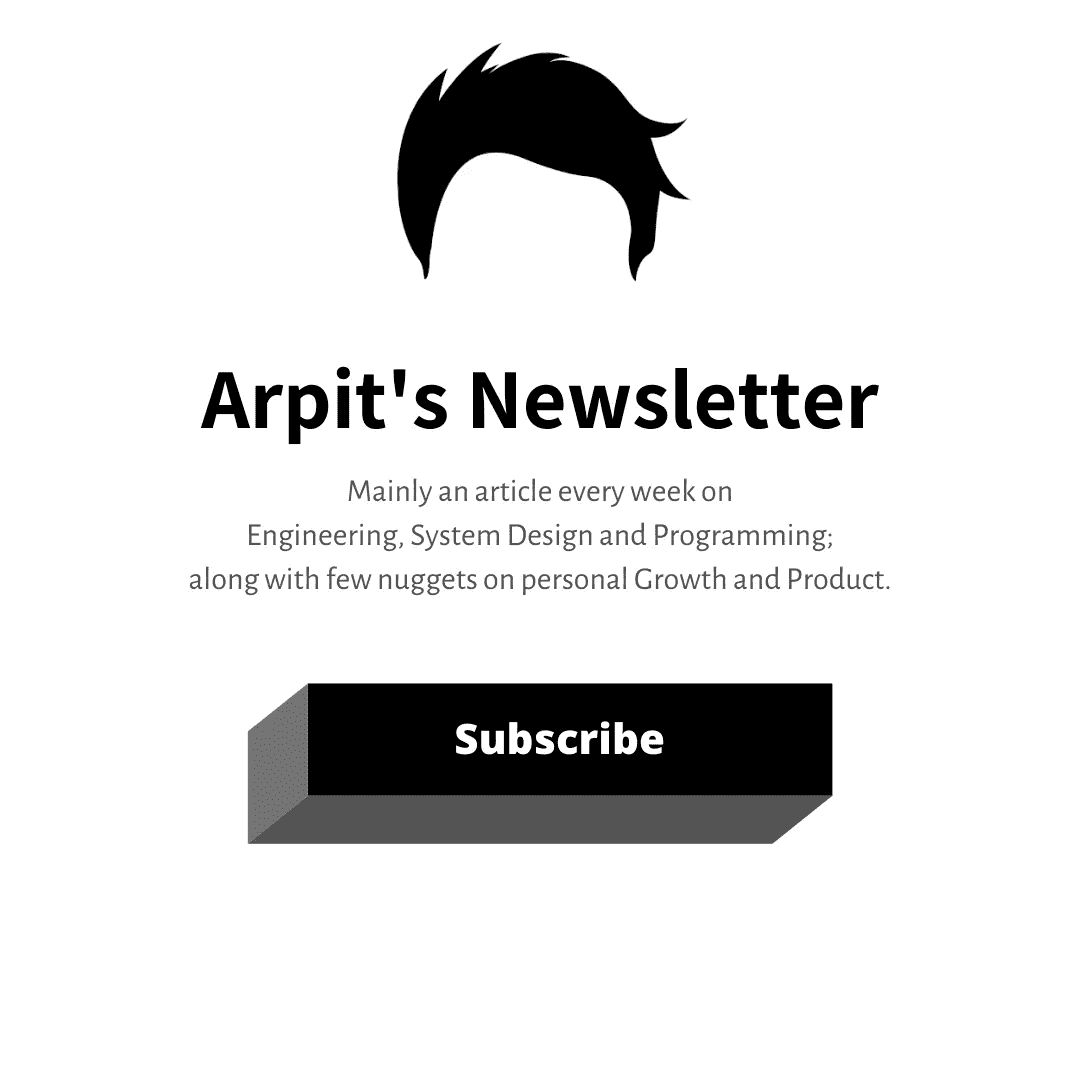 Arpit's Newsletter
Mainly an article every week on
Engineering, System Design and Programming;
along with few nuggets on personal Growth and Product.
Subscribe